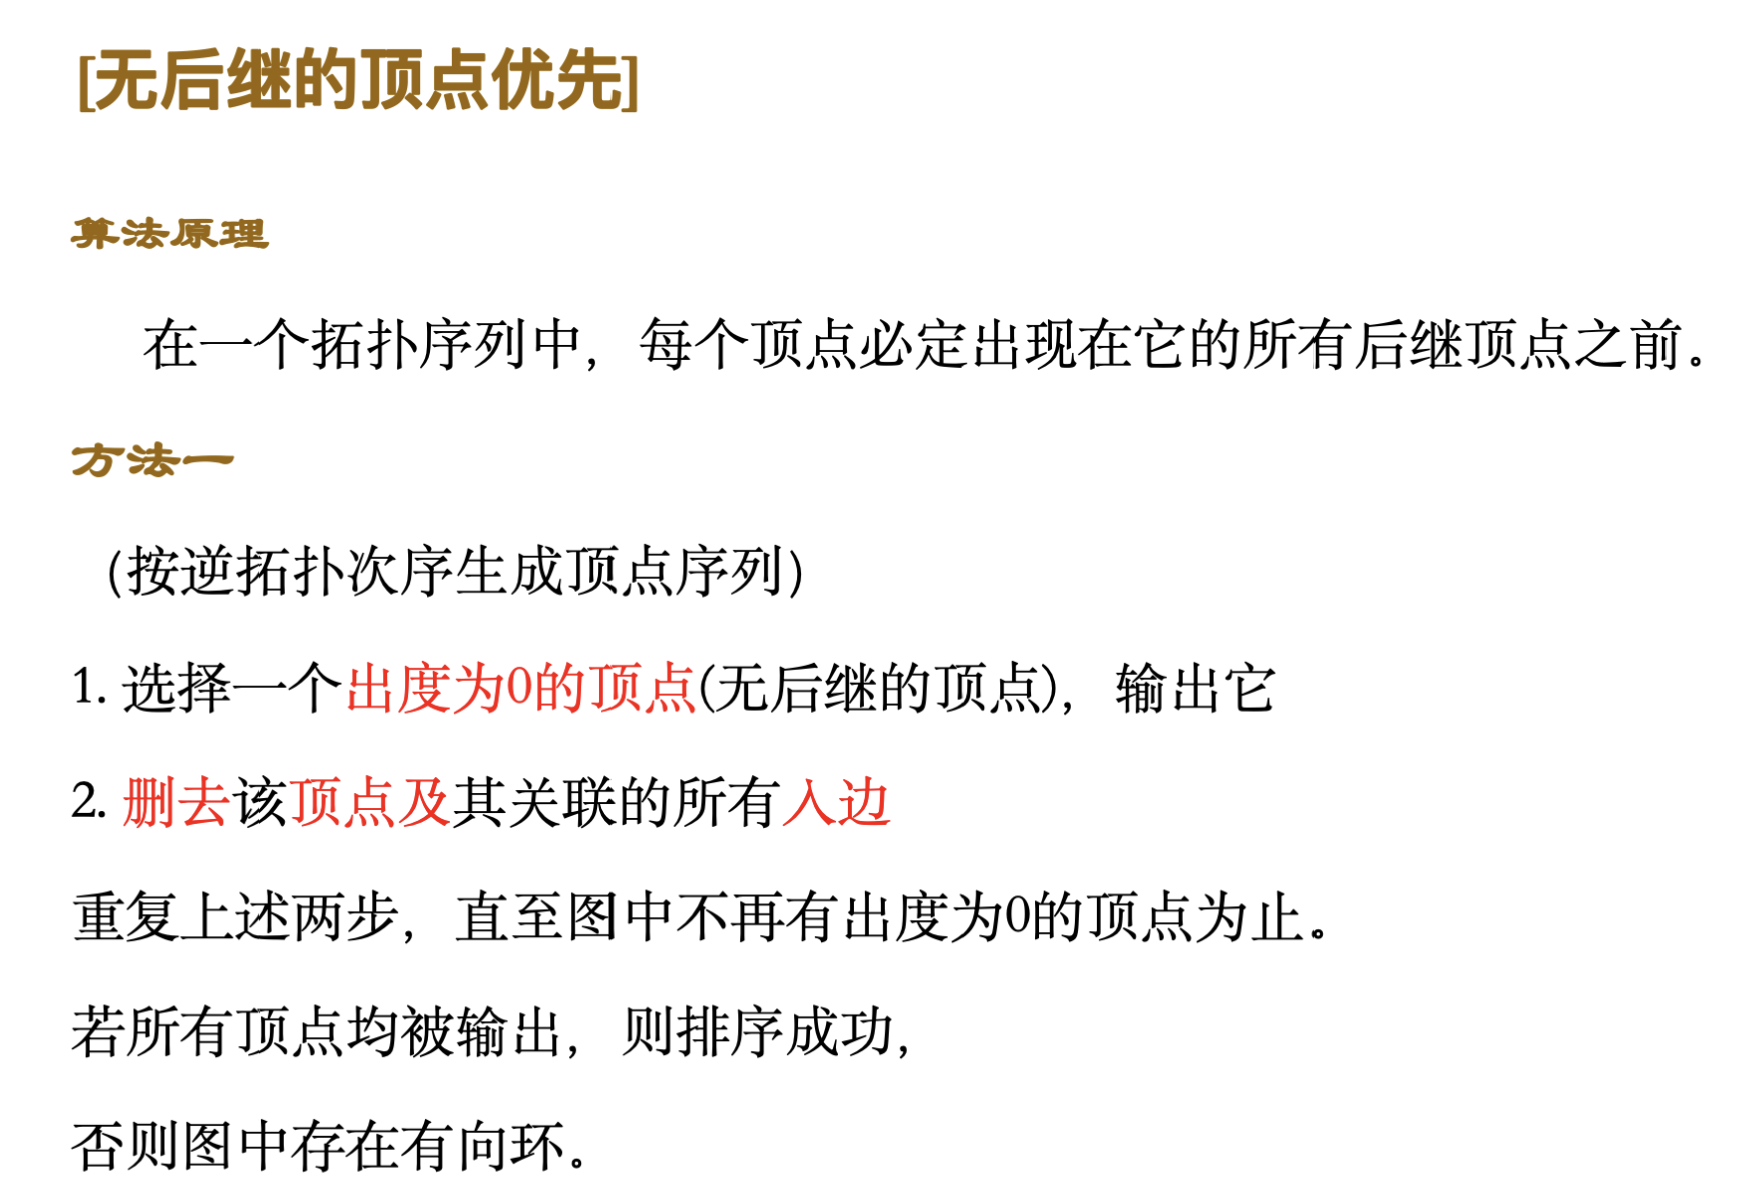 [无后继的顶点优先]
算法原理
在一个拓扑序列中，每个顶点必定出现在它的所有后继顶点之前。
方法一
（按逆拓扑次序生成顶点序列）
1. 选择一个出度为0的顶点(无后继的顶点)，输出它
2. 删去该顶点及其关联的所有入边
重复上述两步，直至图中不再有出度为0的顶点为止。
若所有顶点均被输出，则排序成功，
否则图中存在有向环。